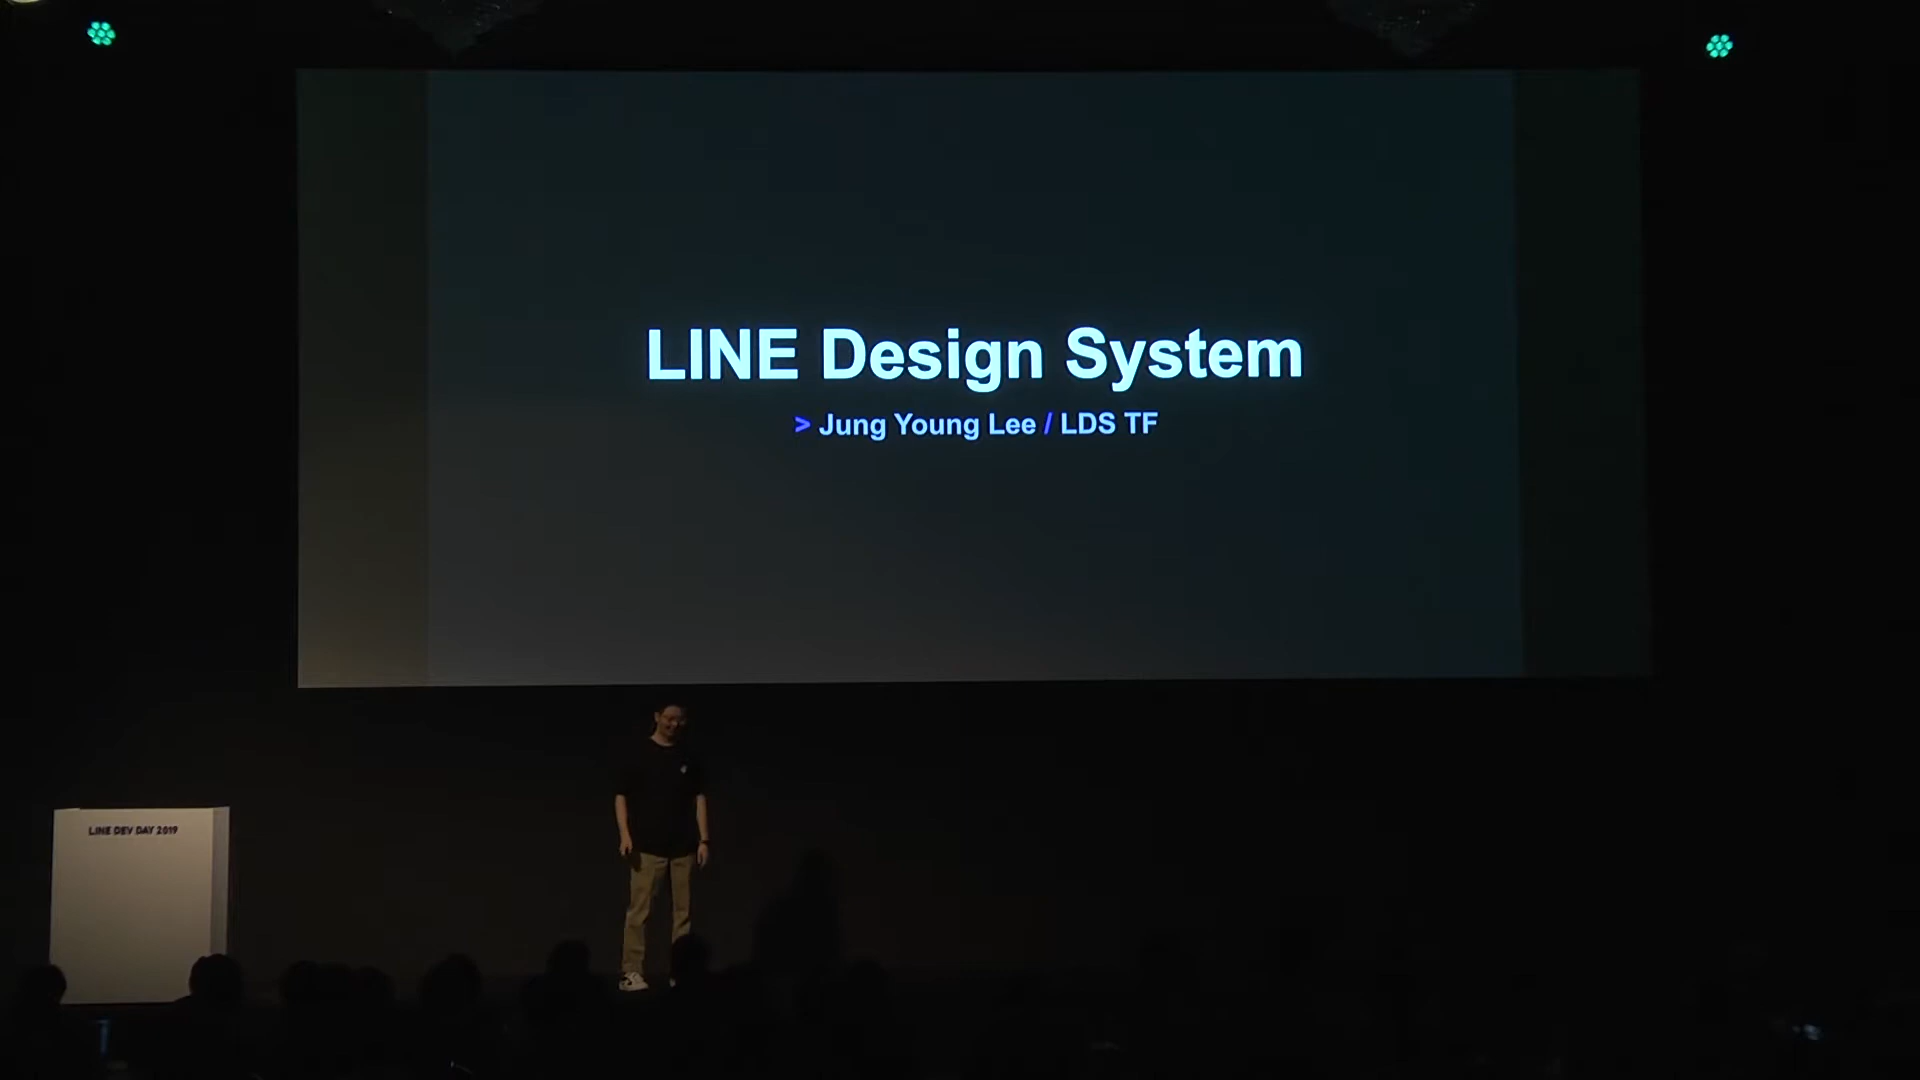 LINE Design System
> Jung Young Lee / LDS TF
LINE DEV DAY 2019